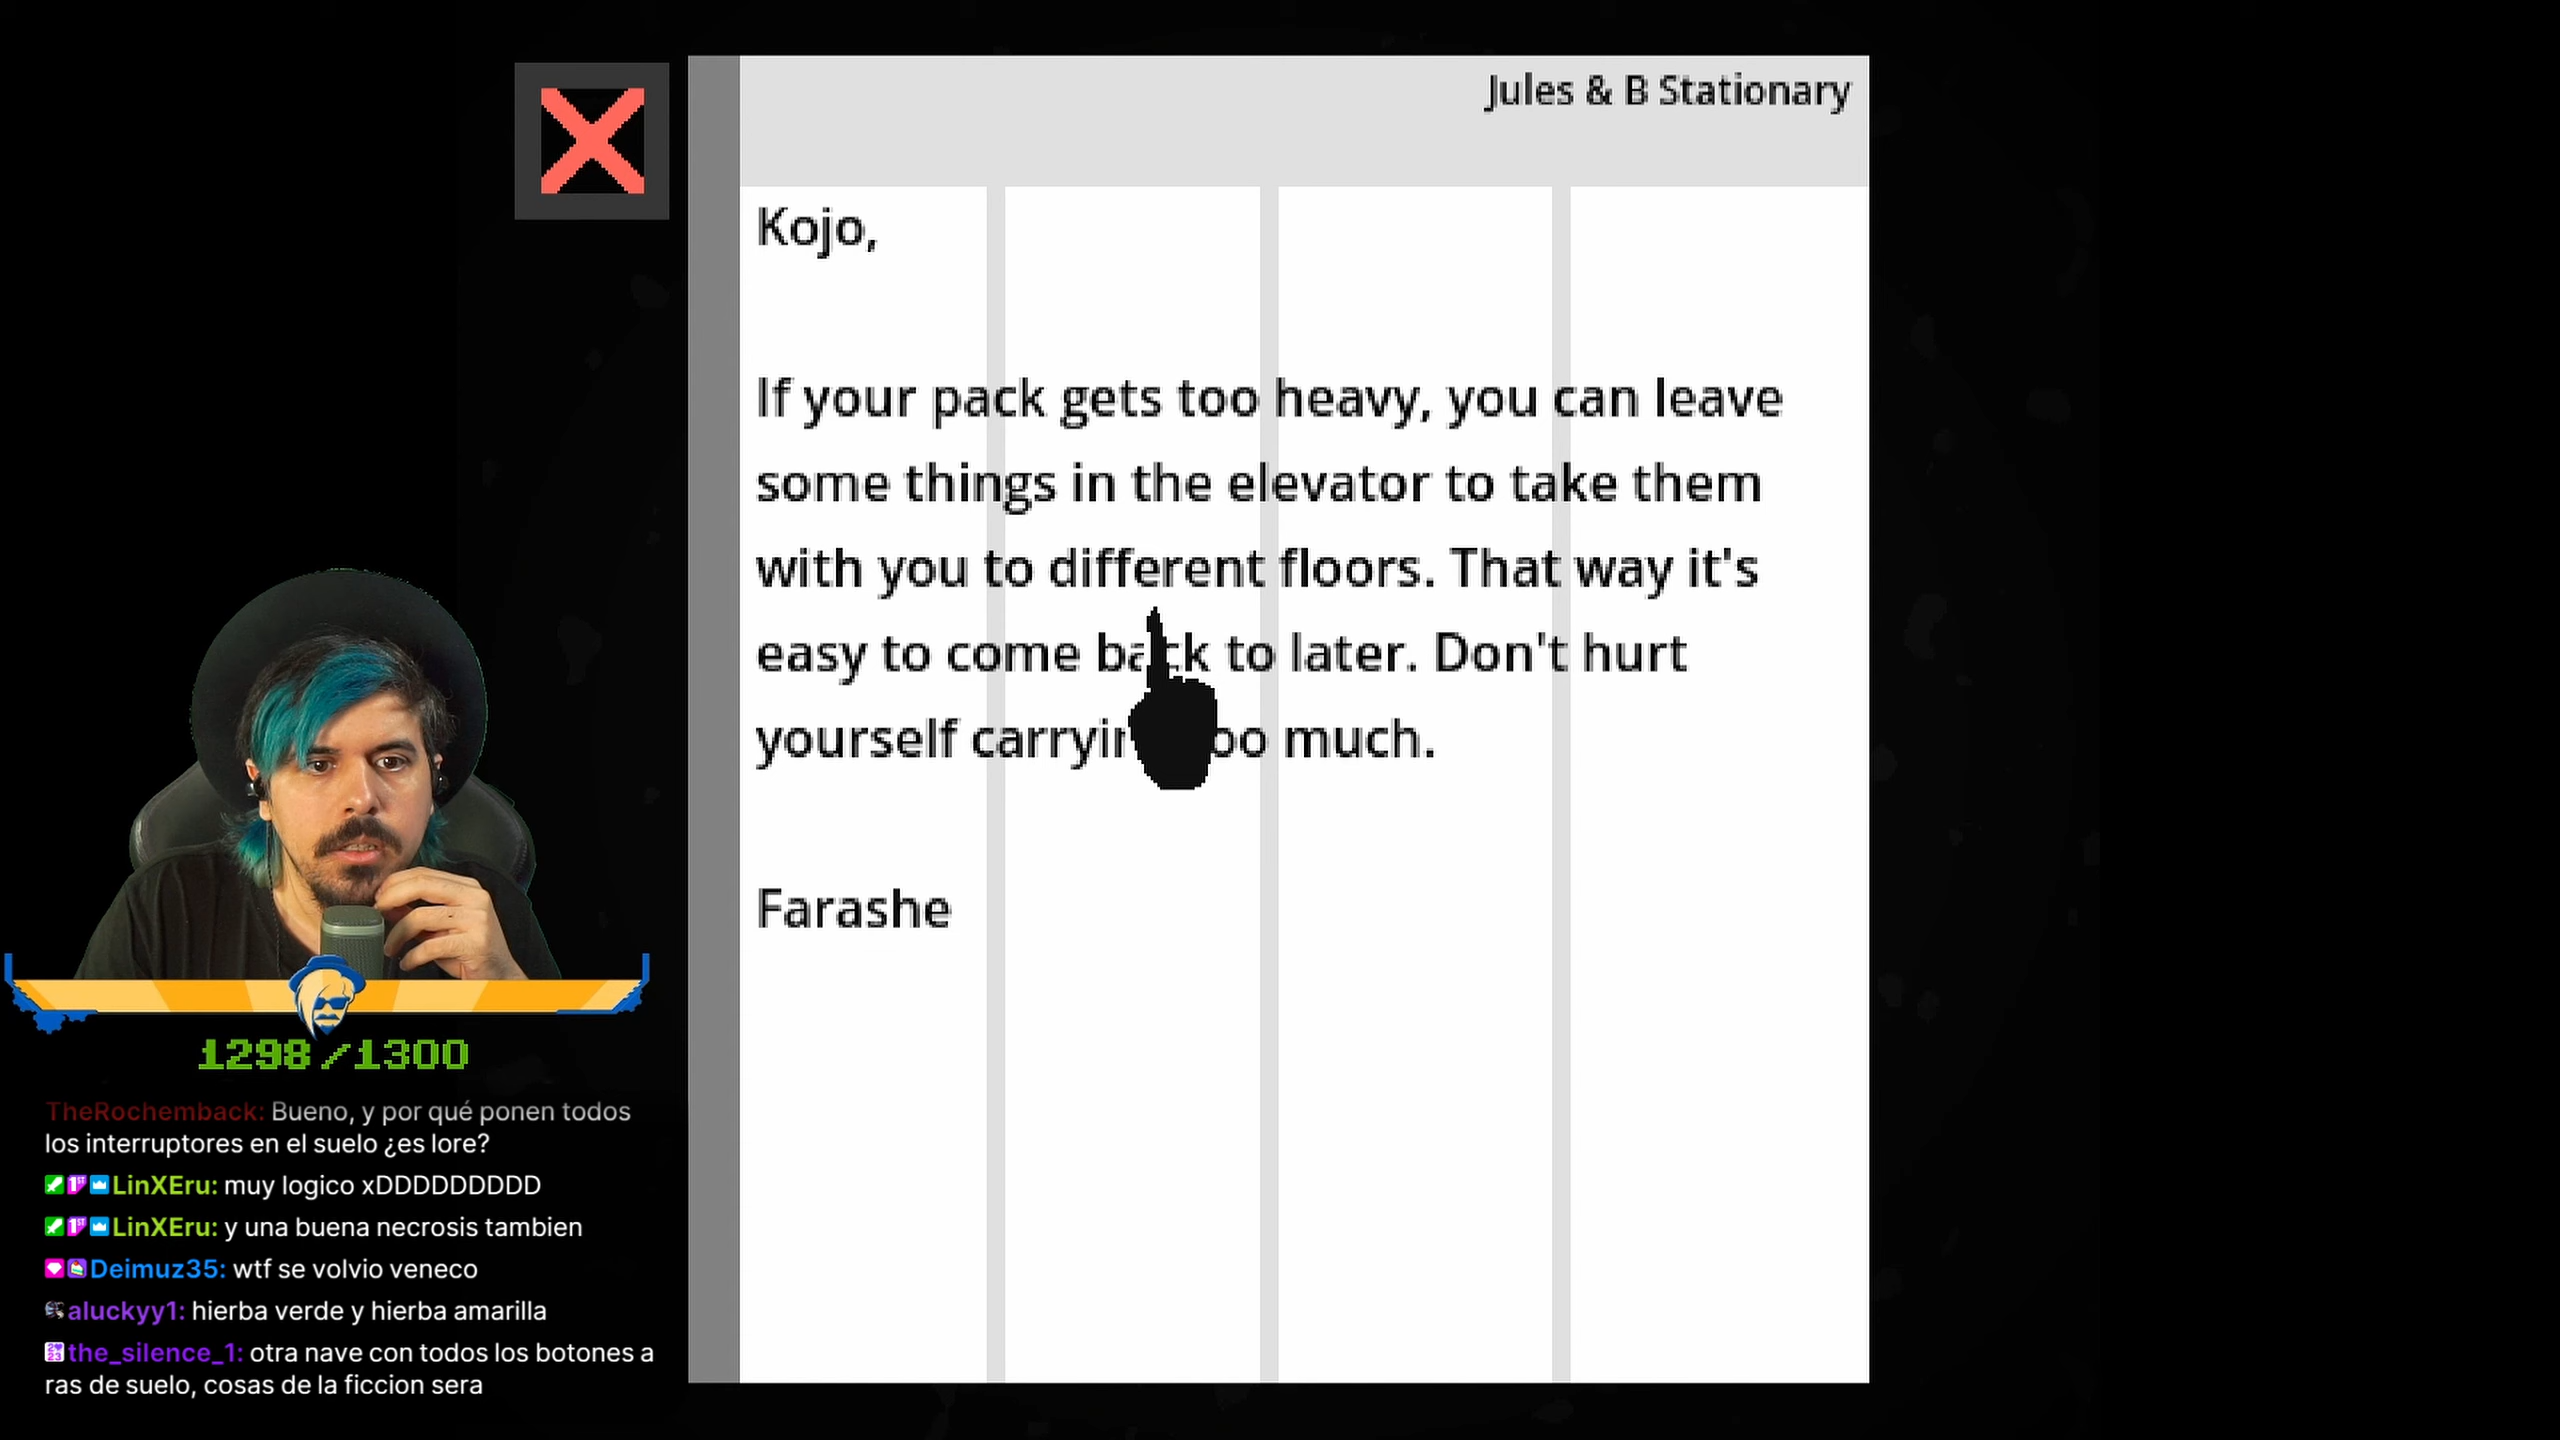 Jules & B Stationary
Kojo,
If your pack gets too heavy, you can leave
some things in the elevator to take them
with you to different floors. That way it's
easy to come back to later. Don't hurt
yourself carrying too much.
Farashe
1298/1300
TheRochemback: Bueno, y por qué ponen todos
los interruptores en el suelo ¿es lore?
LinXEru: muy logico xDDDDDDDDD
LinXEru: y una buena necrosis tambien
Deimuz35: wtf se volvio veneco
aluckyy1: hierba verde y hierba amarilla
the_silence_1: otra nave con todos los botones a
ras de suelo, cosas de la ficcion sera